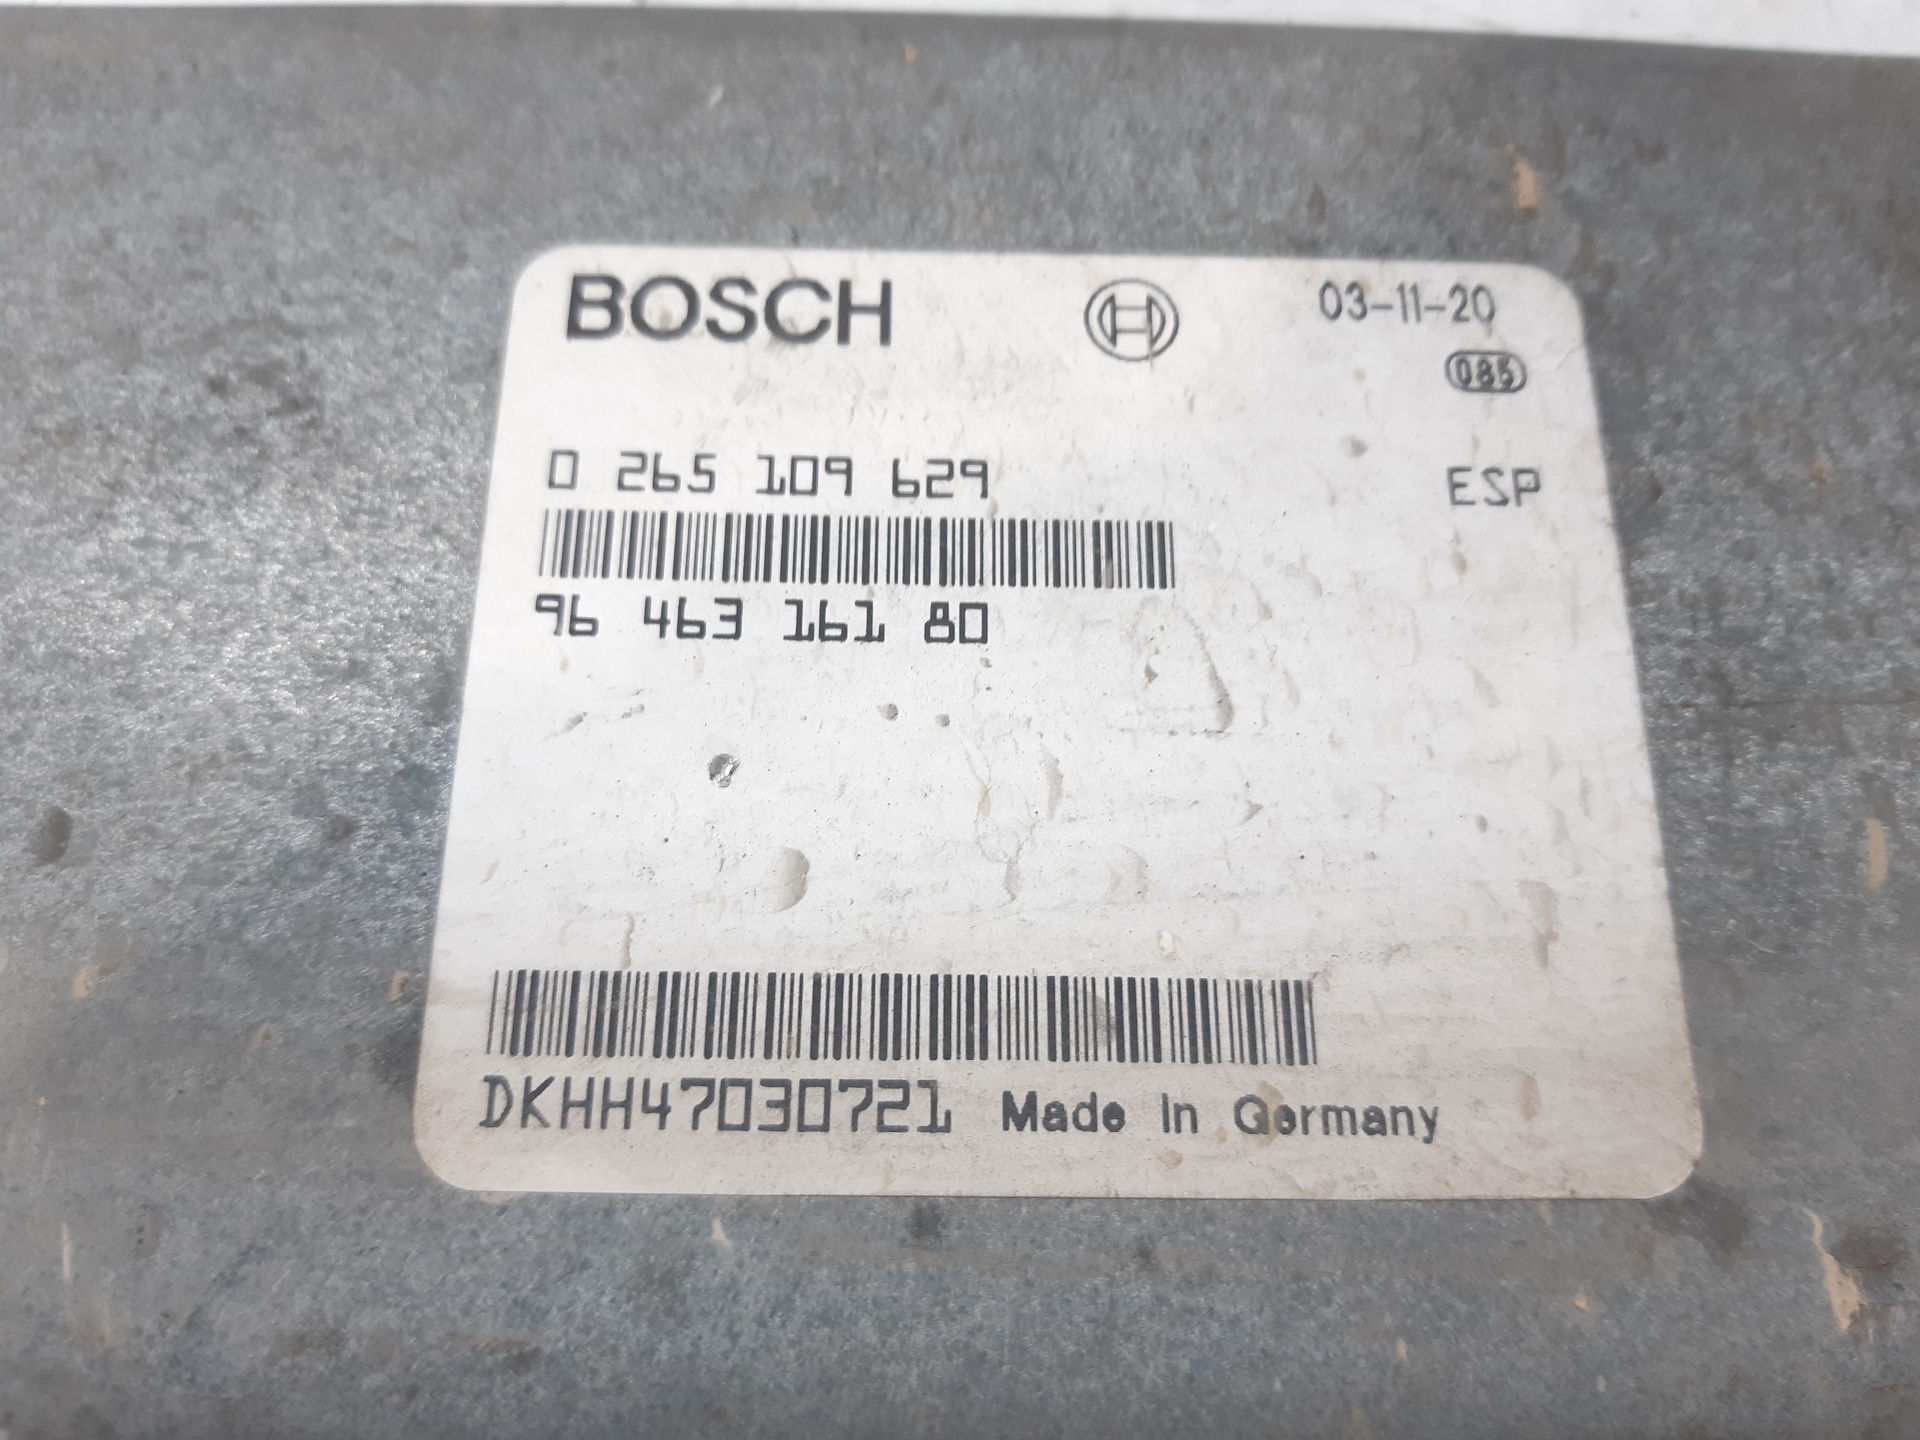 BOSCH 03-11-20
085
0 265 109 629 ESP
96 463 161 80
DKHH47030721 Made In Germany